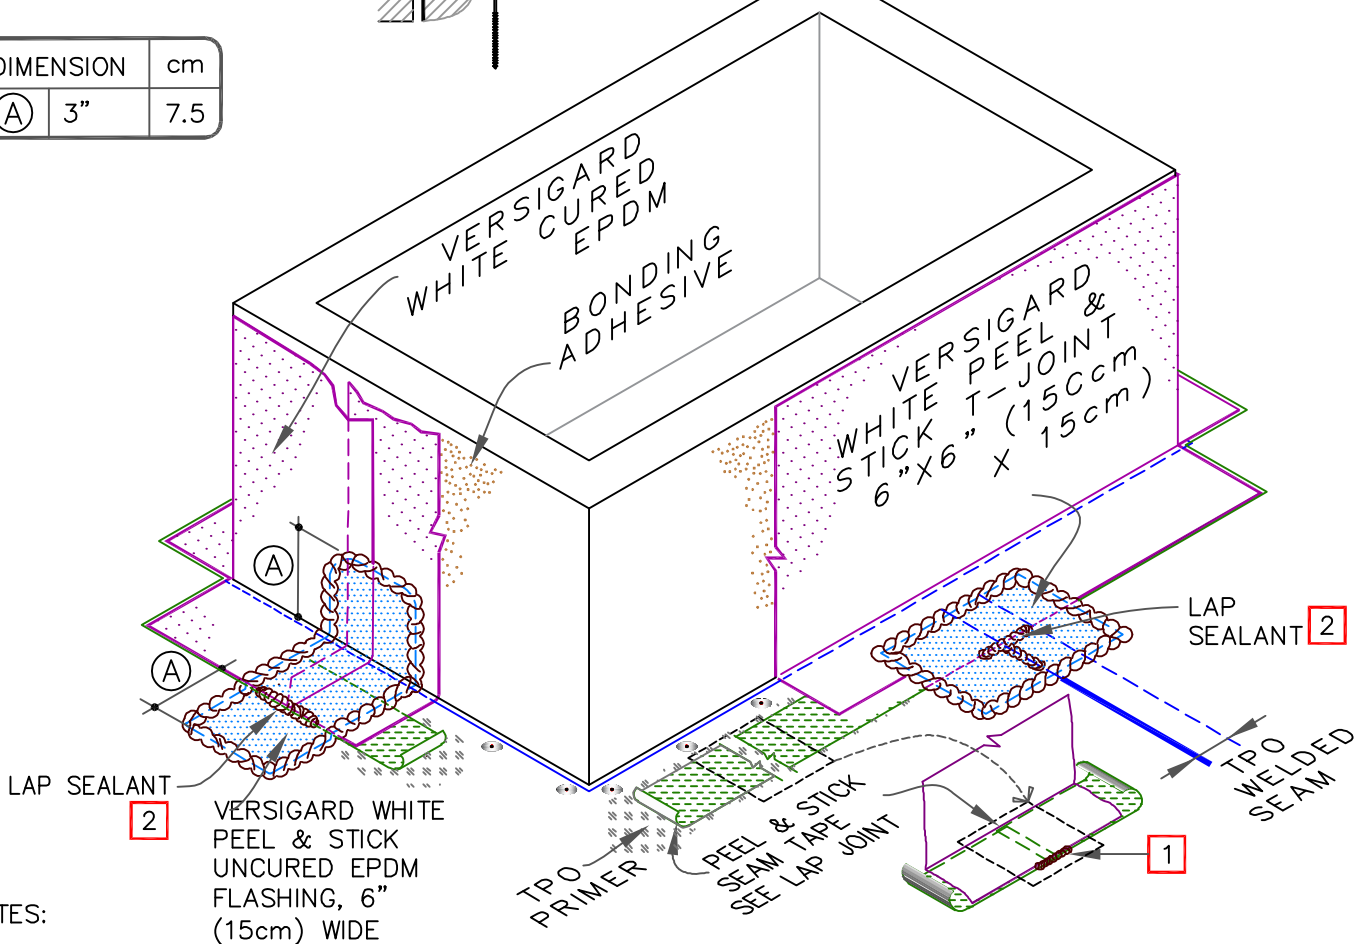 DIMENSION cm
A 3" 7.5
VERSIGARD
WHITE CURED
EPDM
BONDING
ADHESIVE
VERSIGARD
WHITE PEEL &
STICK T-JOINT
6"X6" (15Ccm
X 15cm)
A
A
LAP
SEALANT 2
LAP SEALANT
2
VERSIGARD WHITE
PEEL & STICK
UNCURED EPDM
FLASHING, 6"
(15cm) WIDE
TPO
PRIMER
PEEL & STICK
SEAM TAPE
SEE LAP JOINT
TPO
WELDED
SEAM
1
TES: